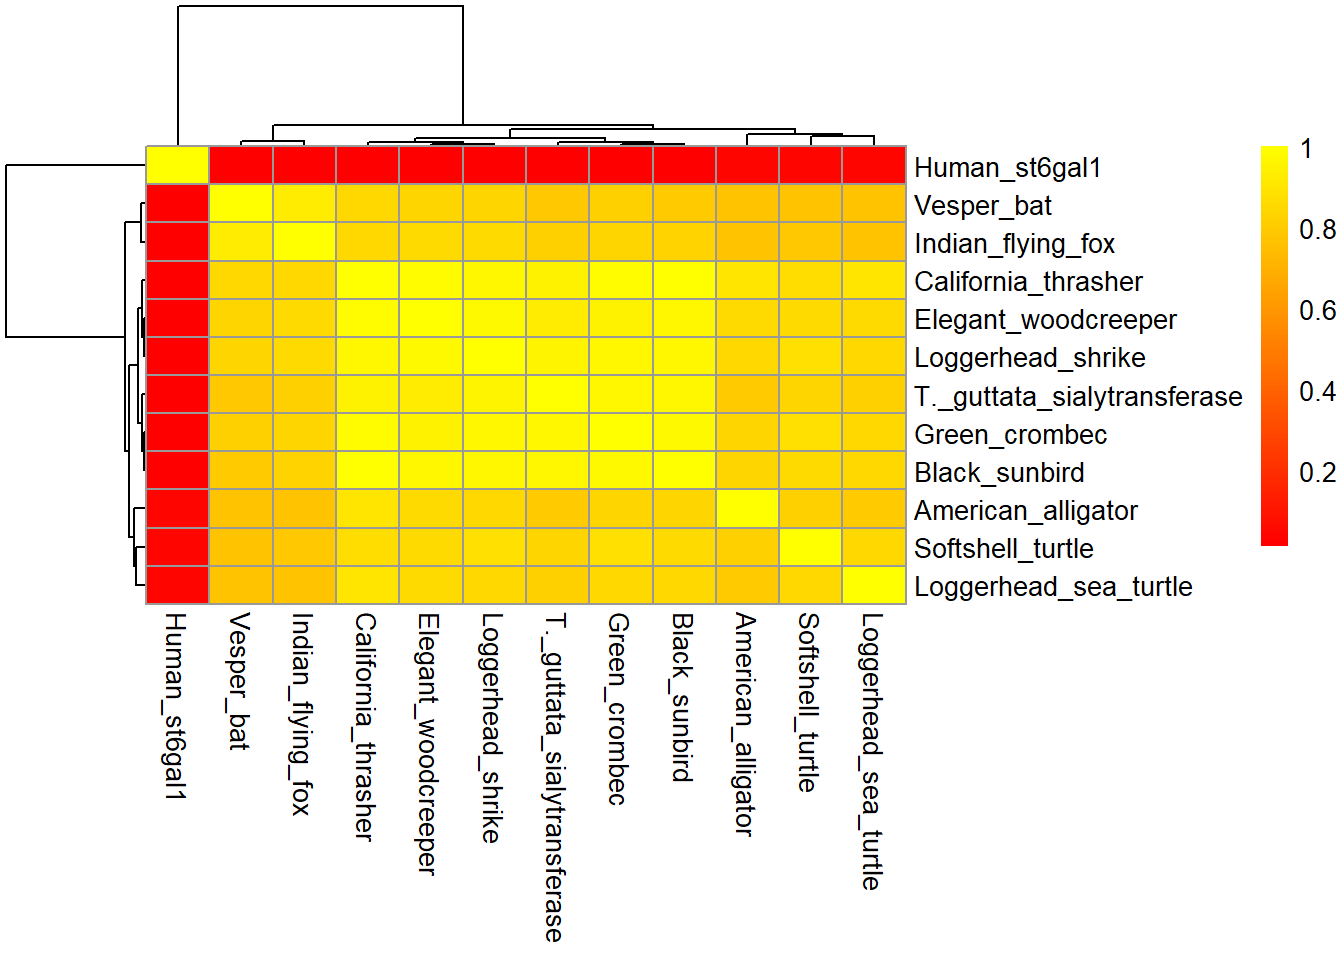 Human_st6gal1
Vesper_bat
Indian_flying_fox
California_thrasher
Elegant_woodcreeper
Loggerhead_shrike
T._guttata_sialytransferase
Green_crombec
Black_sunbird
American_alligator
Softshell_turtle
Loggerhead_sea_turtle
1
0.8
0.6
0.4
0.2
Human_st6gal1
Vesper_bat
Indian_flying_fox
California_thrasher
Elegant_woodcreeper
Loggerhead_shrike
T._guttata_sialytransferase
Green_crombec
Black_sunbird
American_alligator
Softshell_turtle
Loggerhead_sea_turtle